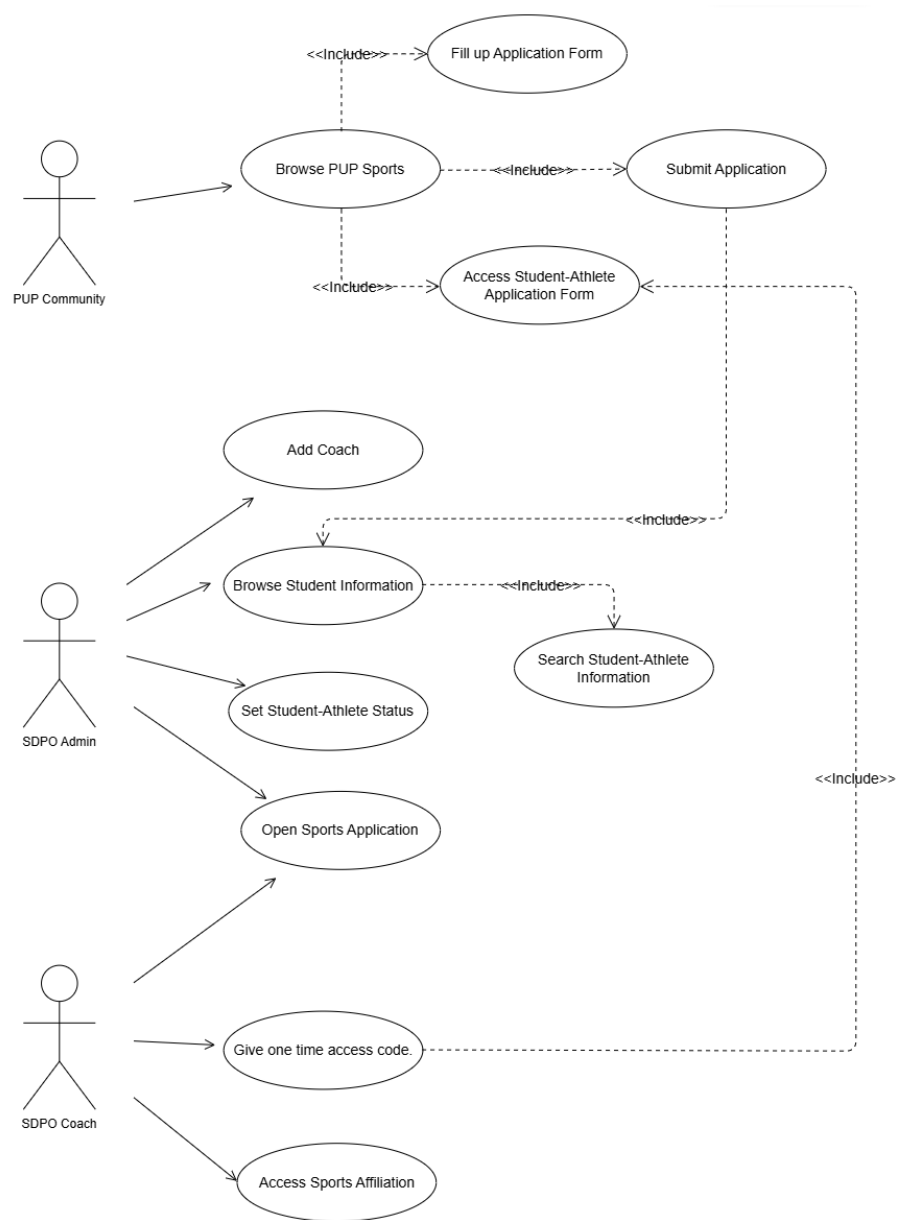 Fill up Application Form
<<Include>>
Browse PUP Sports
<<Include>>
Submit Application
PUP Community
<<Include>>
Access Student-Athlete
Application Form
Add Coach
<<Include>>
Browse Student Information
<<Include>>
Search Student-Athlete
Information
SDPO Admin
Set Student-Athlete Status
<<Include>>
Open Sports Application
Give one time access code.
SDPO Coach
Access Sports Affiliation